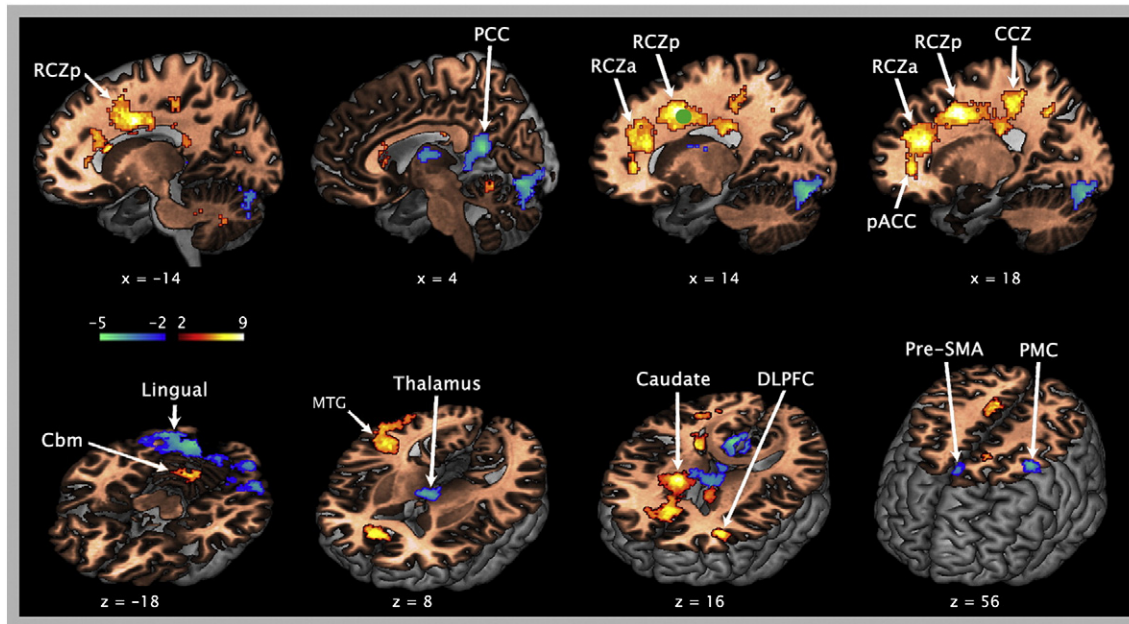 PCC
RCZp
RCZp
CCZ
RCZp
RCZa
RCZa
pACC
x = -14
x = 4
x = 14
x = 18
-5
-2
2
9
Pre-SMA
PMC
Lingual
Thalamus
Caudate
DLPFC
MTG
Cbm
z = -18
z = 8
z = 16
z = 56